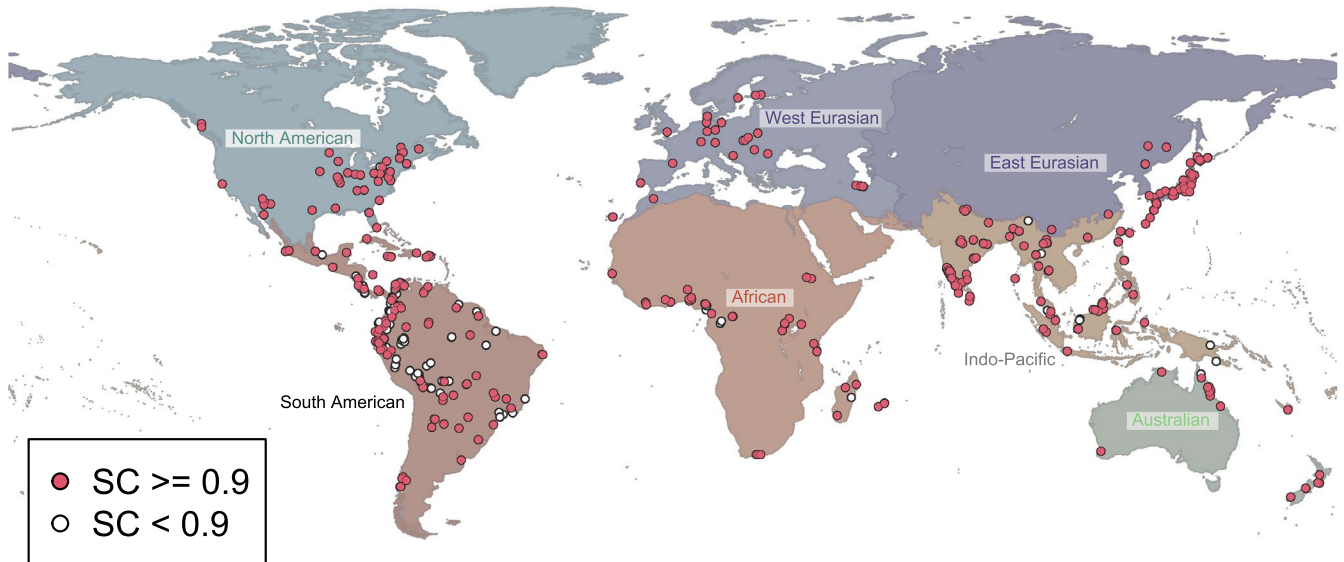 West Eurasian
North American
East Eurasian
African
Indo-Pacific
South American
Australian
SC >= 0.9
SC < 0.9